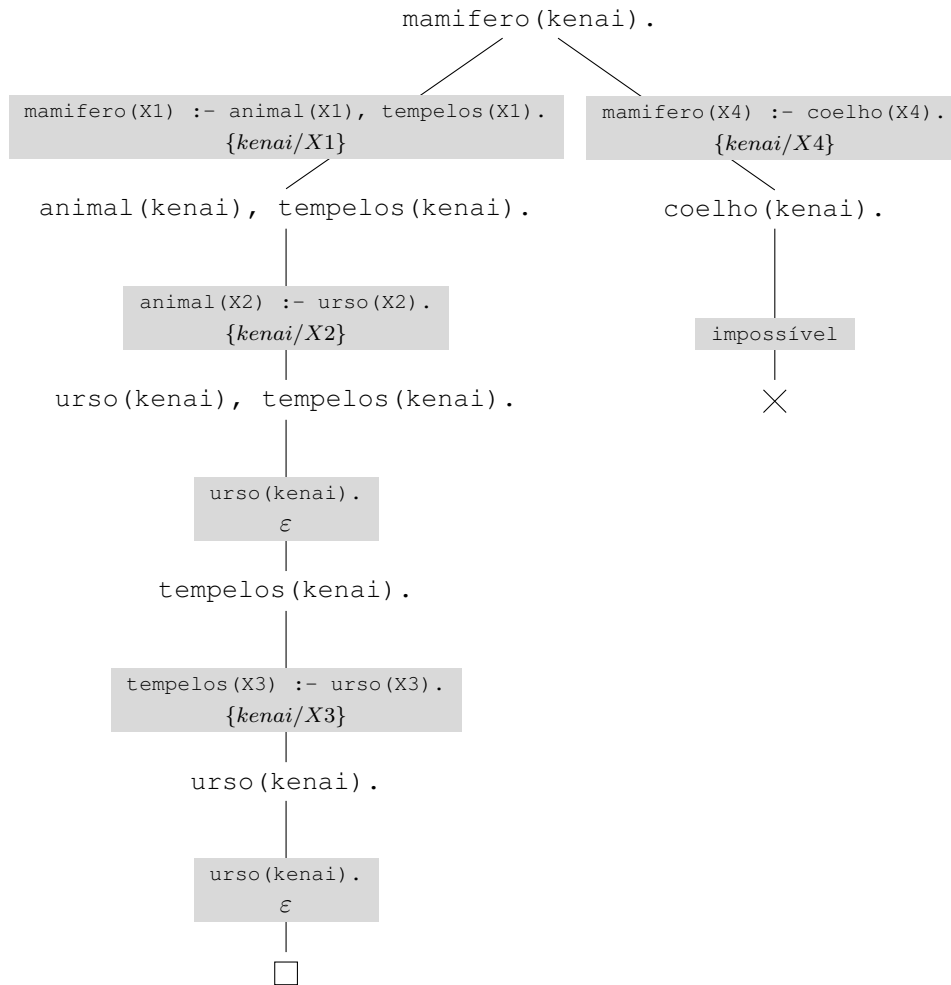 mamifero(kenai).
mamifero(X1) :- animal(X1), tempelos(X1).
{kenai/X1}
mamifero(X4) :- coelho(X4).
{kenai/X4}
animal(kenai), tempelos(kenai).
coelho(kenai).
animal(X2) :- urso(X2).
{kenai/X2}
impossível
urso(kenai), tempelos(kenai).
urso(kenai).
ε
tempelos(kenai).
tempelos(X3) :- urso(X3).
{kenai/X3}
urso(kenai).
urso(kenai).
ε